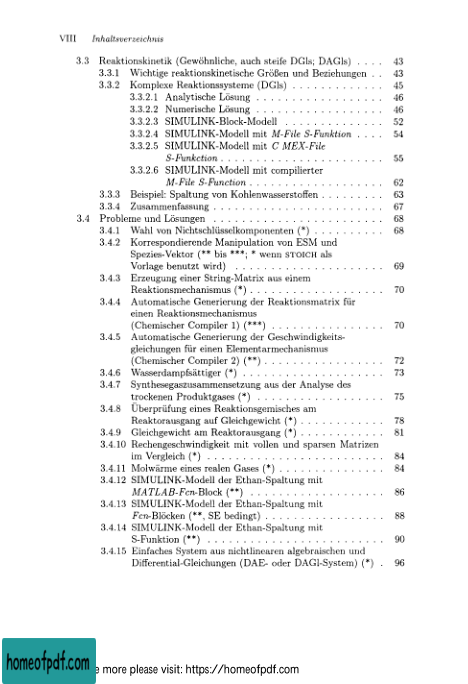 VIII Inhaltsverzeichnis
3.3 Reaktionskinetik (Gewöhnliche, auch steife DGls; DAGls) . . . . 43
3.3.1 Wichtige reaktionskinetische Größen und Beziehungen . . 43
3.3.2 Komplexe Reaktionssysteme (DGls) . . . . . . . . . . . . . . 45
3.3.2.1 Analytische Lösung . . . . . . . . . . . . . . . . . . . 46
3.3.2.2 Numerische Lösung . . . . . . . . . . . . . . . . . . . 46
3.3.2.3 SIMULINK-Block-Modell . . . . . . . . . . . . . . . 52
3.3.2.4 SIMULINK-Modell mit M-File S-Funktion . . . . 54
3.3.2.5 SIMULINK-Modell mit C MEX-File
S-Funkction . . . . . . . . . . . . . . . . . . . . . . . . 55
3.3.2.6 SIMULINK-Modell mit compilierter
M-File S-Function . . . . . . . . . . . . . . . . . . . . 62
3.3.3 Beispiel: Spaltung von Kohlenwasserstoffen . . . . . . . . . 63
3.3.4 Zusammenfassung . . . . . . . . . . . . . . . . . . . . . . . . . 67
3.4 Probleme und Lösungen . . . . . . . . . . . . . . . . . . . . . . . . . 68
3.4.1 Wahl von Nichtschlüsselkomponenten (*) . . . . . . . . . . 68
3.4.2 Korrespondierende Manipulation von ESM und
Spezies-Vektor (** bis ***; * wenn STOICH als
Vorlage benutzt wird) . . . . . . . . . . . . . . . . . . . . . . 69
3.4.3 Erzeugung einer String-Matrix aus einem
Reaktionsmechanismus (*) . . . . . . . . . . . . . . . . . . . . 70
3.4.4 Automatische Generierung der Reaktionsmatrix für
einen Reaktionsmechanismus
(Chemischer Compiler 1) (***) . . . . . . . . . . . . . . . . . 70
3.4.5 Automatische Generierung der Geschwindigkeits-
gleichungen für einen Elementarmechanismus
(Chemischer Compiler 2) (**) . . . . . . . . . . . . . . . . . . 72
3.4.6 Wasserdampfsättiger (*) . . . . . . . . . . . . . . . . . . . . . 73
3.4.7 Synthesegaszusammensetzung aus der Analyse des
trockenen Produktgases (*) . . . . . . . . . . . . . . . . . . . 75
3.4.8 Überprüfung eines Reaktionsgemisches am
Reaktorausgang auf Gleichgewicht (*) . . . . . . . . . . . . . 78
3.4.9 Gleichgewicht am Reaktorausgang (*) . . . . . . . . . . . . 81
3.4.10 Rechengeschwindigkeit mit vollen und sparsen Matrizen
im Vergleich (*) . . . . . . . . . . . . . . . . . . . . . . . . . . 84
3.4.11 Molwärme eines realen Gases (*) . . . . . . . . . . . . . . . 84
3.4.12 SIMULINK-Modell der Ethan-Spaltung mit
MATLAB-Fcn-Block (**) . . . . . . . . . . . . . . . . . . . . 86
3.4.13 SIMULINK-Modell der Ethan-Spaltung mit
Fcn-Blöcken (**, SE bedingt) . . . . . . . . . . . . . . . . . . 88
3.4.14 SIMULINK-Modell der Ethan-Spaltung mit
S-Funktion (**) . . . . . . . . . . . . . . . . . . . . . . . . . . 90
3.4.15 Einfaches System aus nichtlinearen algebraischen und
Differential-Gleichungen (DAE- oder DAGl-System) (*) . 96
homeofpdf.com
e more please visit: https://homeofpdf.com